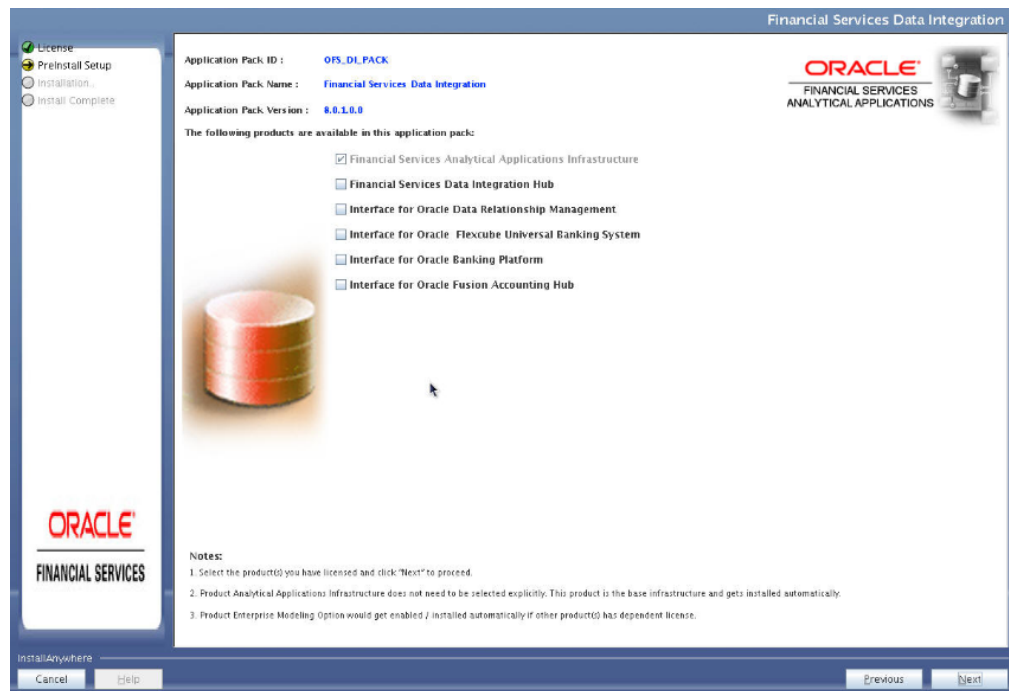 Financial Services Data Integration
License
PreInstall Setup
Installation..
Install Complete
Application Pack ID : OFS_DI_PACK
Application Pack Name : Financial Services Data Integration
Application Pack Version : 8.0.1.0.0
The following products are available in this application pack:
ORACLE®
FINANCIAL SERVICES
ANALYTICAL APPLICATIONS
Financial Services Analytical Applications Infrastructure
Financial Services Data Integration Hub
Interface for Oracle Data Relationship Management
Interface for Oracle Flexcube Universal Banking System
Interface for Oracle Banking Platform
Interface for Oracle Fusion Accounting Hub
ORACLE®
FINANCIAL SERVICES
Notes:
1. Select the product(s) you have licensed and click "Next" to proceed.
2. Product Analytical Applications Infrastructure does not need to be selected explicitly. This product is the base infrastructure and gets installed automatically.
3. Product Enterprise Modeling Option would get enabled / installed automatically if other product(s) has dependent license.
InstallAnywhere
Cancel Help Previous Next